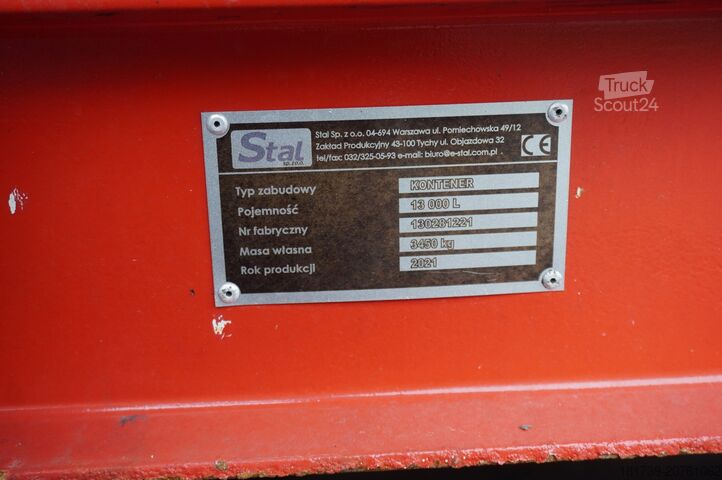 Truck
Scout24
Stal
sp. z o.o.
Stal Sp. z o.o. 04-694 Warszawa ul. Pomiechowska 49/12
Zakład Produkcyjny 43-100 Tychy ul. Objazdowa 32
tel/fax: 032/325-05-93 e-mail: biuro@e-stal.com.pl
CE
Typ zabudowy KONTENER
Pojemność 13 000 L
Nr fabryczny 130281221
Masa własna 3450 kg
Rok produkcji 2021